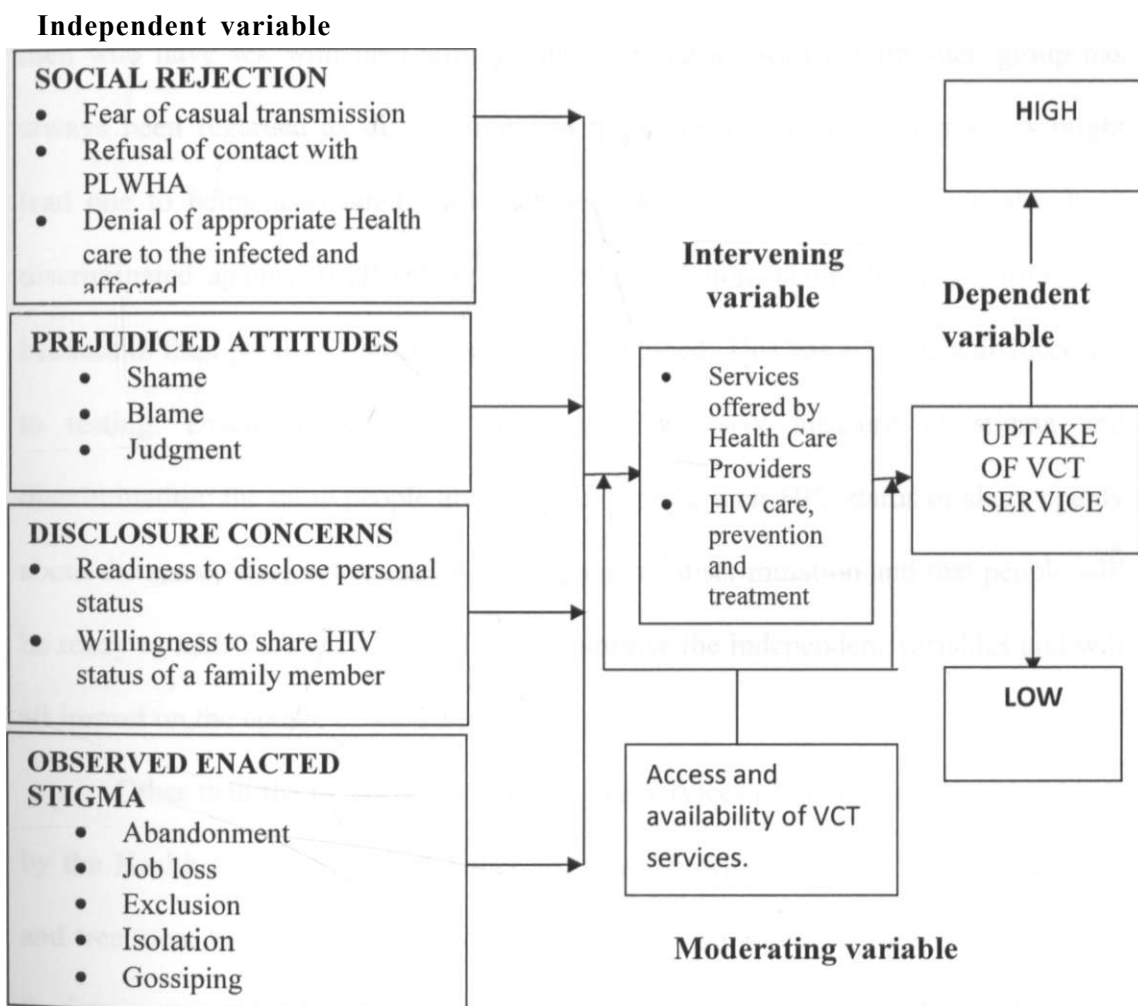 Independent variable
SOCIAL REJECTION
• Fear of casual transmission
• Refusal of contact with
PLWHA
• Denial of appropriate Health
care to the infected and
affected
PREJUDICED ATTITUDES
• Shame
• Blame
• Judgment
DISCLOSURE CONCERNS
• Readiness to disclose personal
status
• Willingness to share HIV
status of a family member
OBSERVED ENACTED
STIGMA
• Abandonment
• Job loss
• Exclusion
• Isolation
• Gossiping
Intervening
variable
• Services
offered by
Health Care
Providers
• HIV care,
prevention
and
treatment
Access and
availability of VCT
services.
Moderating variable
HIGH
Dependent
variable
UPTAKE
OF VCT
SERVICE
LOW